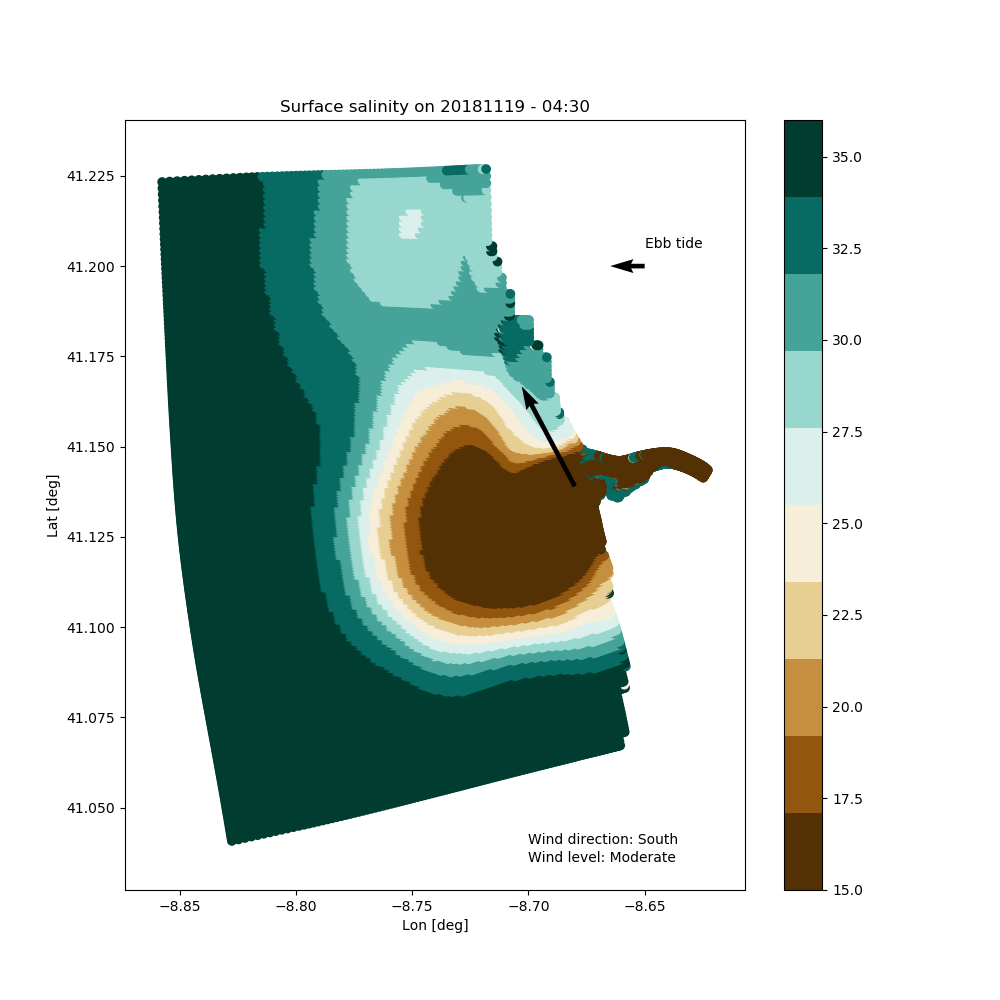 Surface salinity on 20181119 - 04:30
41.225
41.200
41.175
41.150
41.125
41.100
41.075
41.050
Lat [deg]
Ebb tide
Wind direction: South
Wind level: Moderate
−8.85 −8.80 −8.75 −8.70 −8.65
Lon [deg]
35.0
32.5
30.0
27.5
25.0
22.5
20.0
17.5
15.0